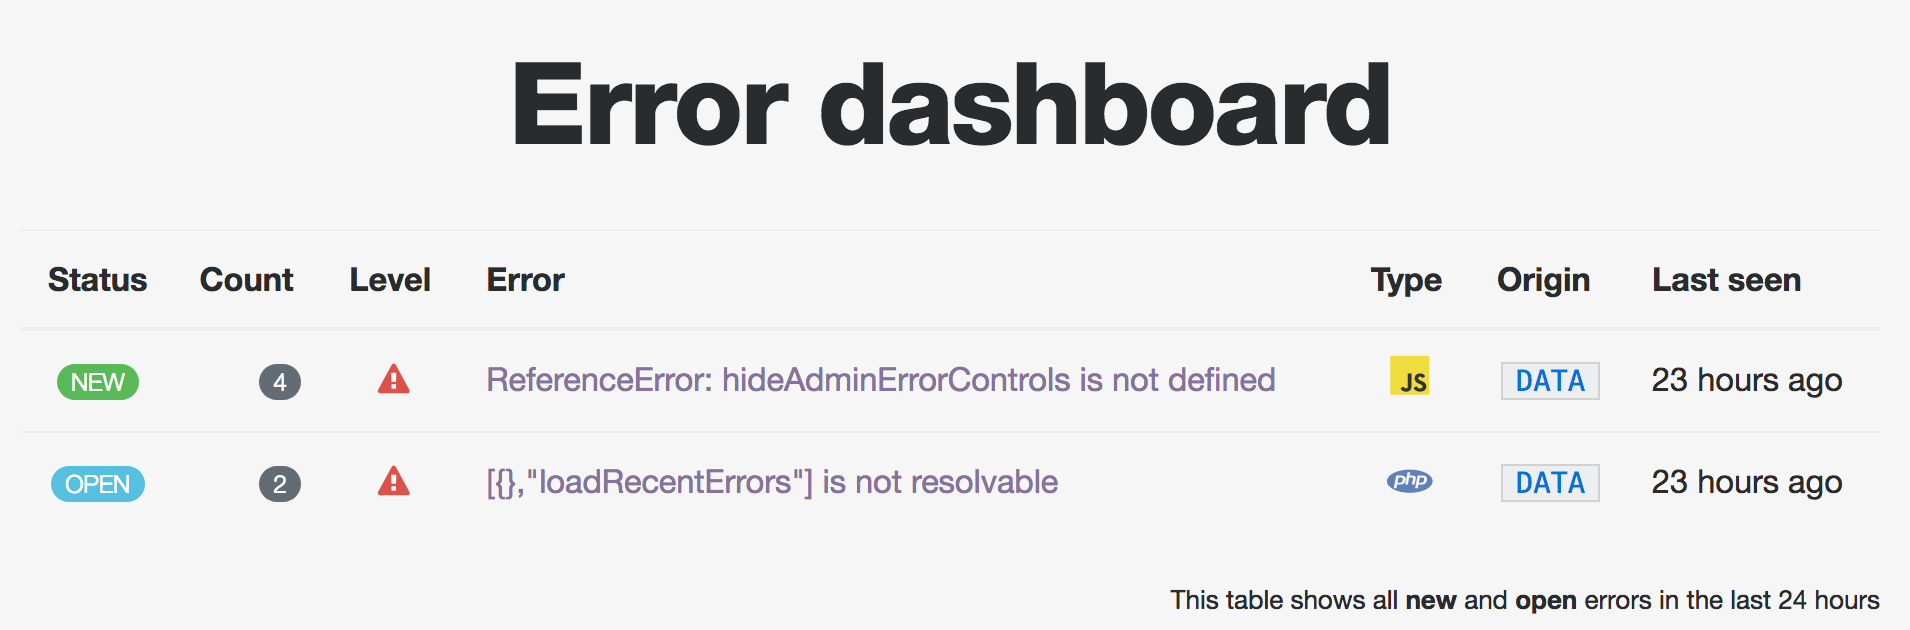 Error dashboard
Status Count Level Error Type Origin Last seen
NEW 4 ReferenceError: hideAdminErrorControls is not defined JS DATA 23 hours ago
OPEN 2 [{},"loadRecentErrors"] is not resolvable php DATA 23 hours ago
This table shows all new and open errors in the last 24 hours